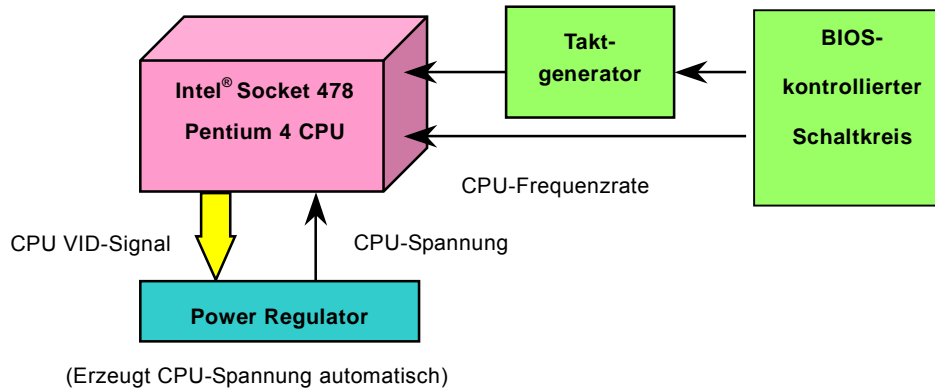 Intel® Socket 478
Pentium 4 CPU
Takt-
generator
BIOS-
kontrollierter
Schaltkreis
CPU-Frequenzrate
CPU VID-Signal
CPU-Spannung
Power Regulator
(Erzeugt CPU-Spannung automatisch)